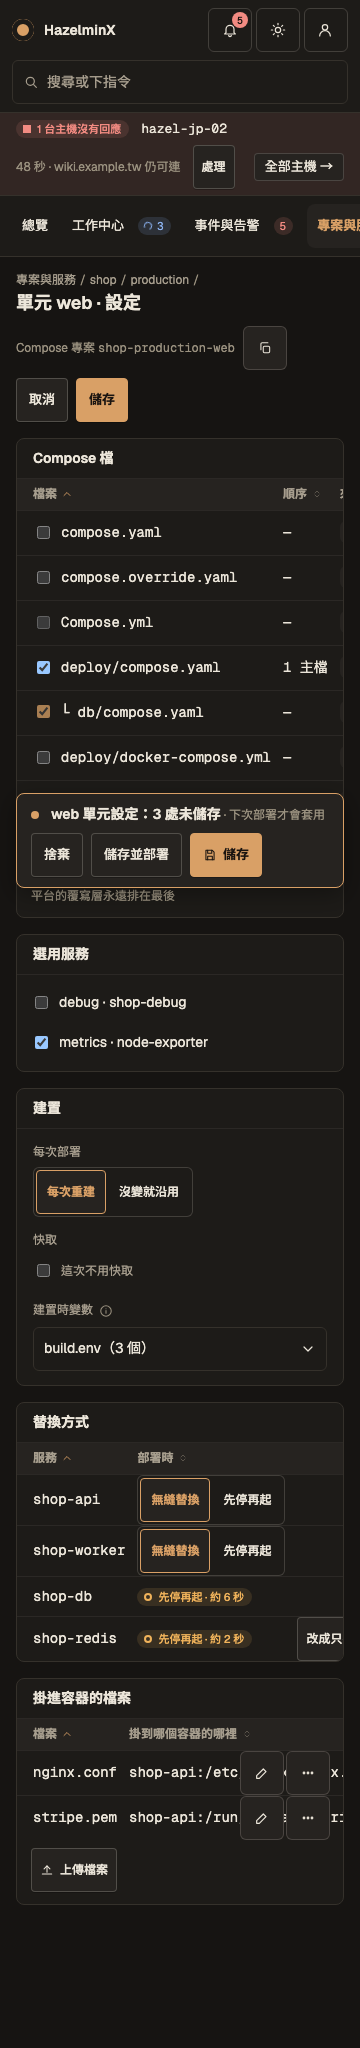 HazelminX
5
搜尋或下指令
1 台主機沒有回應 hazel-jp-02
48 秒 · wiki.example.tw 仍可連 處理 全部主機 →
總覽 工作中心 3 事件與告警 5 專案與
專案與服務 / shop / production /
單元 web · 設定
Compose 專案 shop-production-web
取消 儲存
Compose 檔
檔案 順序
compose.yaml —
compose.override.yaml —
Compose.yml —
deploy/compose.yaml 1 主檔
└ db/compose.yaml —
deploy/docker-compose.yml —
web 單元設定：3 處未儲存 · 下次部署才會套用
捨棄 儲存並部署 儲存
平台的覆寫層永遠排在最後
選用服務
debug · shop-debug
metrics · node-exporter
建置
每次部署
每次重建 沒變就沿用
快取
這次不用快取
建置時變數
build.env（3 個）
替換方式
服務 部署時
shop-api 無縫替換 先停再起
shop-worker 無縫替換 先停再起
shop-db 先停再起 · 約 6 秒
shop-redis 先停再起 · 約 2 秒 改成只
掛進容器的檔案
檔案 掛到哪個容器的哪裡
nginx.conf shop-api:/etc
stripe.pem shop-api:/run
上傳檔案